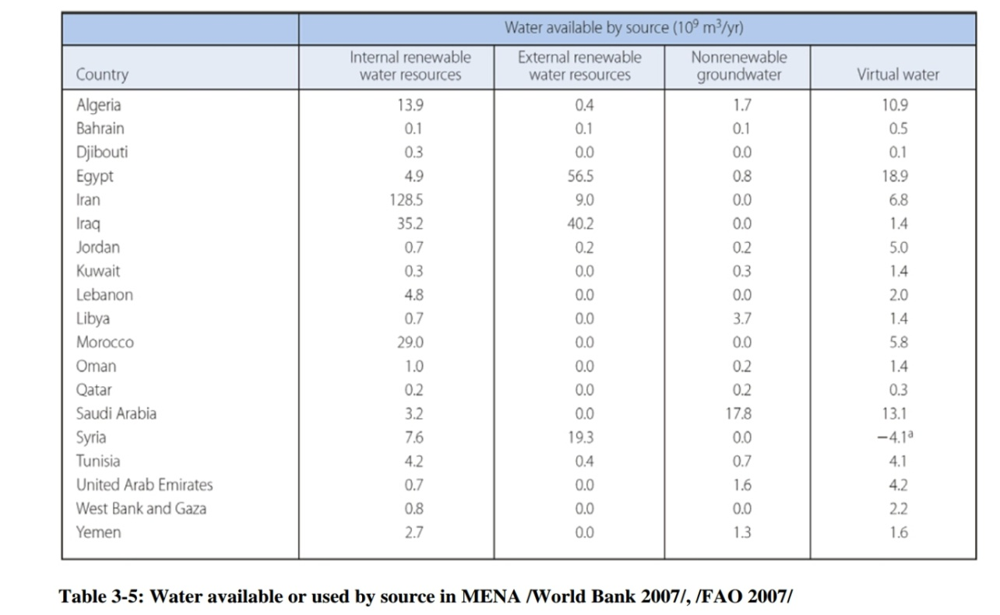 Water available by source (10⁹ m³/yr)
Country Internal renewable water resources External renewable water resources Nonrenewable groundwater Virtual water
Algeria 13.9 0.4 1.7 10.9
Bahrain 0.1 0.1 0.1 0.5
Djibouti 0.3 0.0 0.0 0.1
Egypt 4.9 56.5 0.8 18.9
Iran 128.5 9.0 0.0 6.8
Iraq 35.2 40.2 0.0 1.4
Jordan 0.7 0.2 0.2 5.0
Kuwait 0.3 0.0 0.3 1.4
Lebanon 4.8 0.0 0.0 2.0
Libya 0.7 0.0 3.7 1.4
Morocco 29.0 0.0 0.0 5.8
Oman 1.0 0.0 0.2 1.4
Qatar 0.2 0.0 0.2 0.3
Saudi Arabia 3.2 0.0 17.8 13.1
Syria 7.6 19.3 0.0 −4.1ª
Tunisia 4.2 0.4 0.7 4.1
United Arab Emirates 0.7 0.0 1.6 4.2
West Bank and Gaza 0.8 0.0 0.0 2.2
Yemen 2.7 0.0 1.3 1.6
Table 3-5: Water available or used by source in MENA /World Bank 2007/, /FAO 2007/